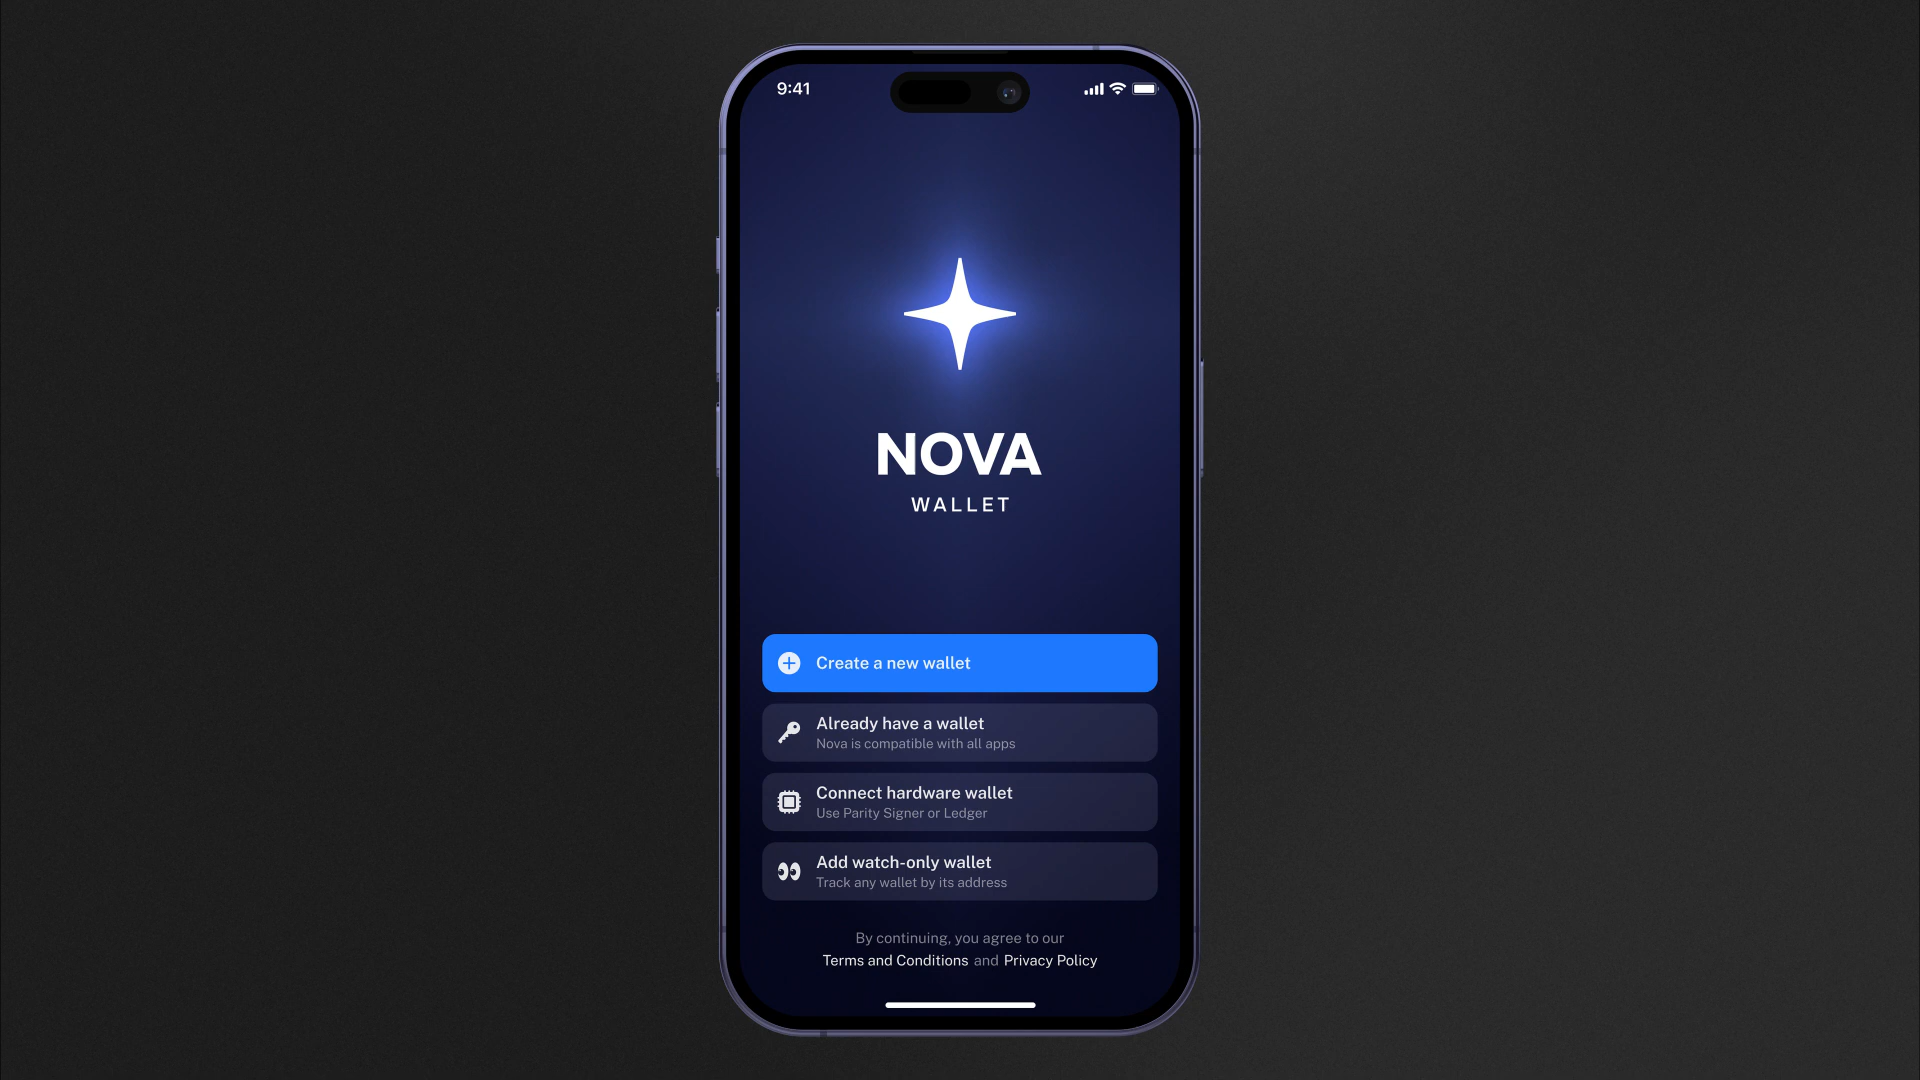 9:41
NOVA
WALLET
Create a new wallet
Already have a wallet
Nova is compatible with all apps
Connect hardware wallet
Use Parity Signer or Ledger
Add watch-only wallet
Track any wallet by its address
By continuing, you agree to our
Terms and Conditions and Privacy Policy